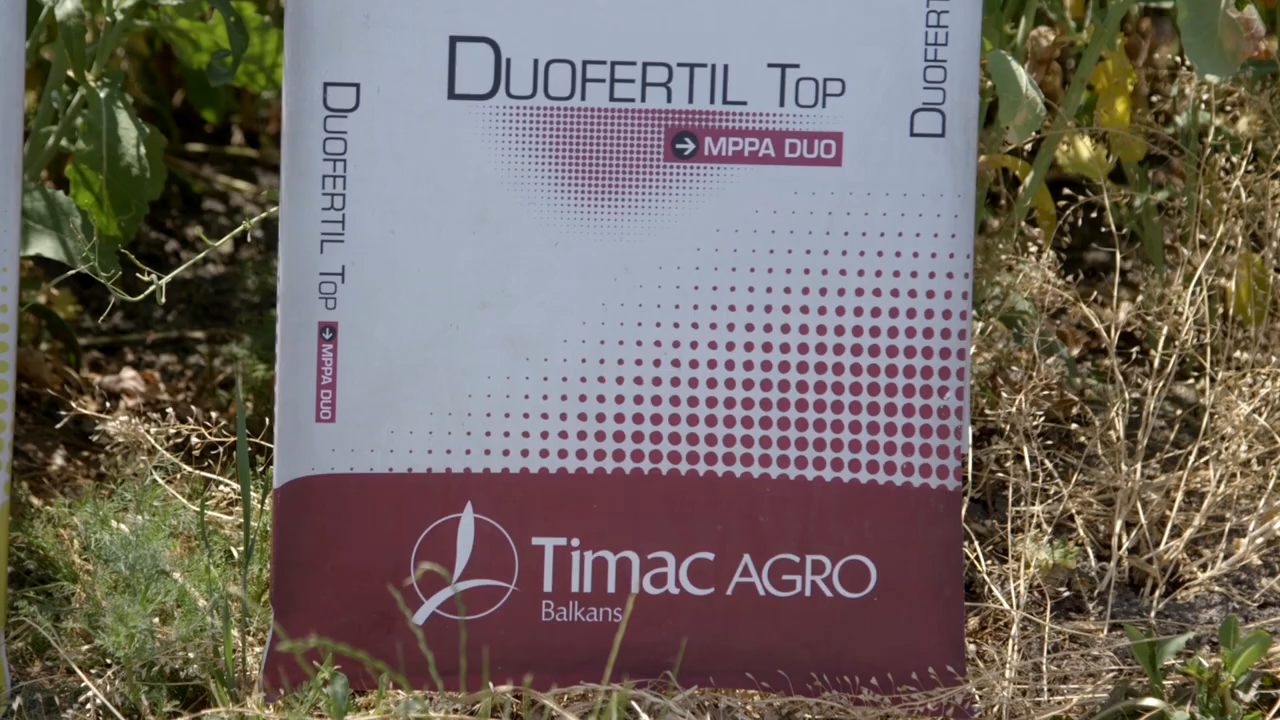 DUOFERTIL TOP
MPPA DUO
DUOFERTIL TOP
MPPA DUO
DUOFERT
Timac AGRO
Balkans